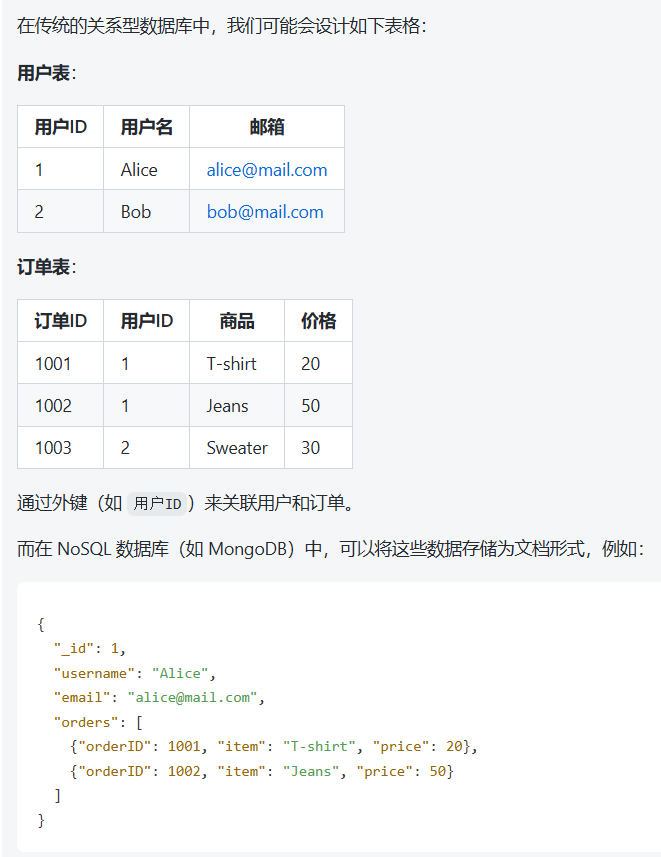 在传统的关系型数据库中，我们可能会设计如下表格：
用户表：
用户ID 用户名 邮箱
1 Alice alice@mail.com
2 Bob bob@mail.com
订单表：
订单ID 用户ID 商品 价格
1001 1 T-shirt 20
1002 1 Jeans 50
1003 2 Sweater 30
通过外键（如 用户ID）来关联用户和订单。
而在 NoSQL 数据库（如 MongoDB）中，可以将这些数据存储为文档形式，例如：
{
  "_id": 1,
  "username": "Alice",
  "email": "alice@mail.com",
  "orders": [
    {"orderID": 1001, "item": "T-shirt", "price": 20},
    {"orderID": 1002, "item": "Jeans", "price": 50}
  ]
}